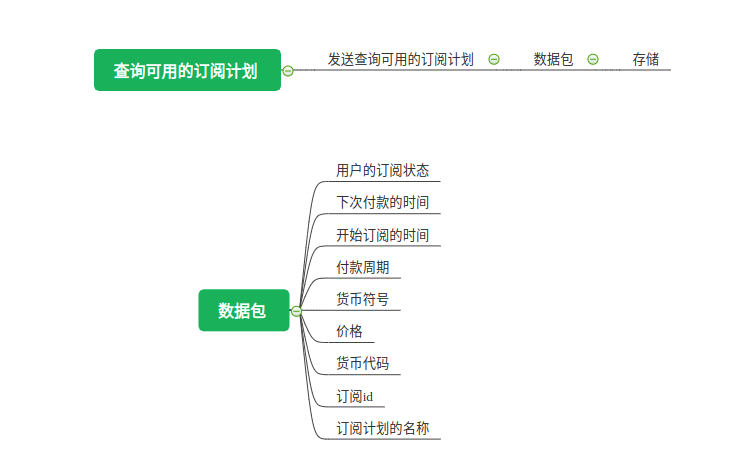 查询可用的订阅计划
发送查询可用的订阅计划
数据包
存储
用户的订阅状态
下次付款的时间
开始订阅的时间
付款周期
货币符号
数据包
价格
货币代码
订阅id
订阅计划的名称